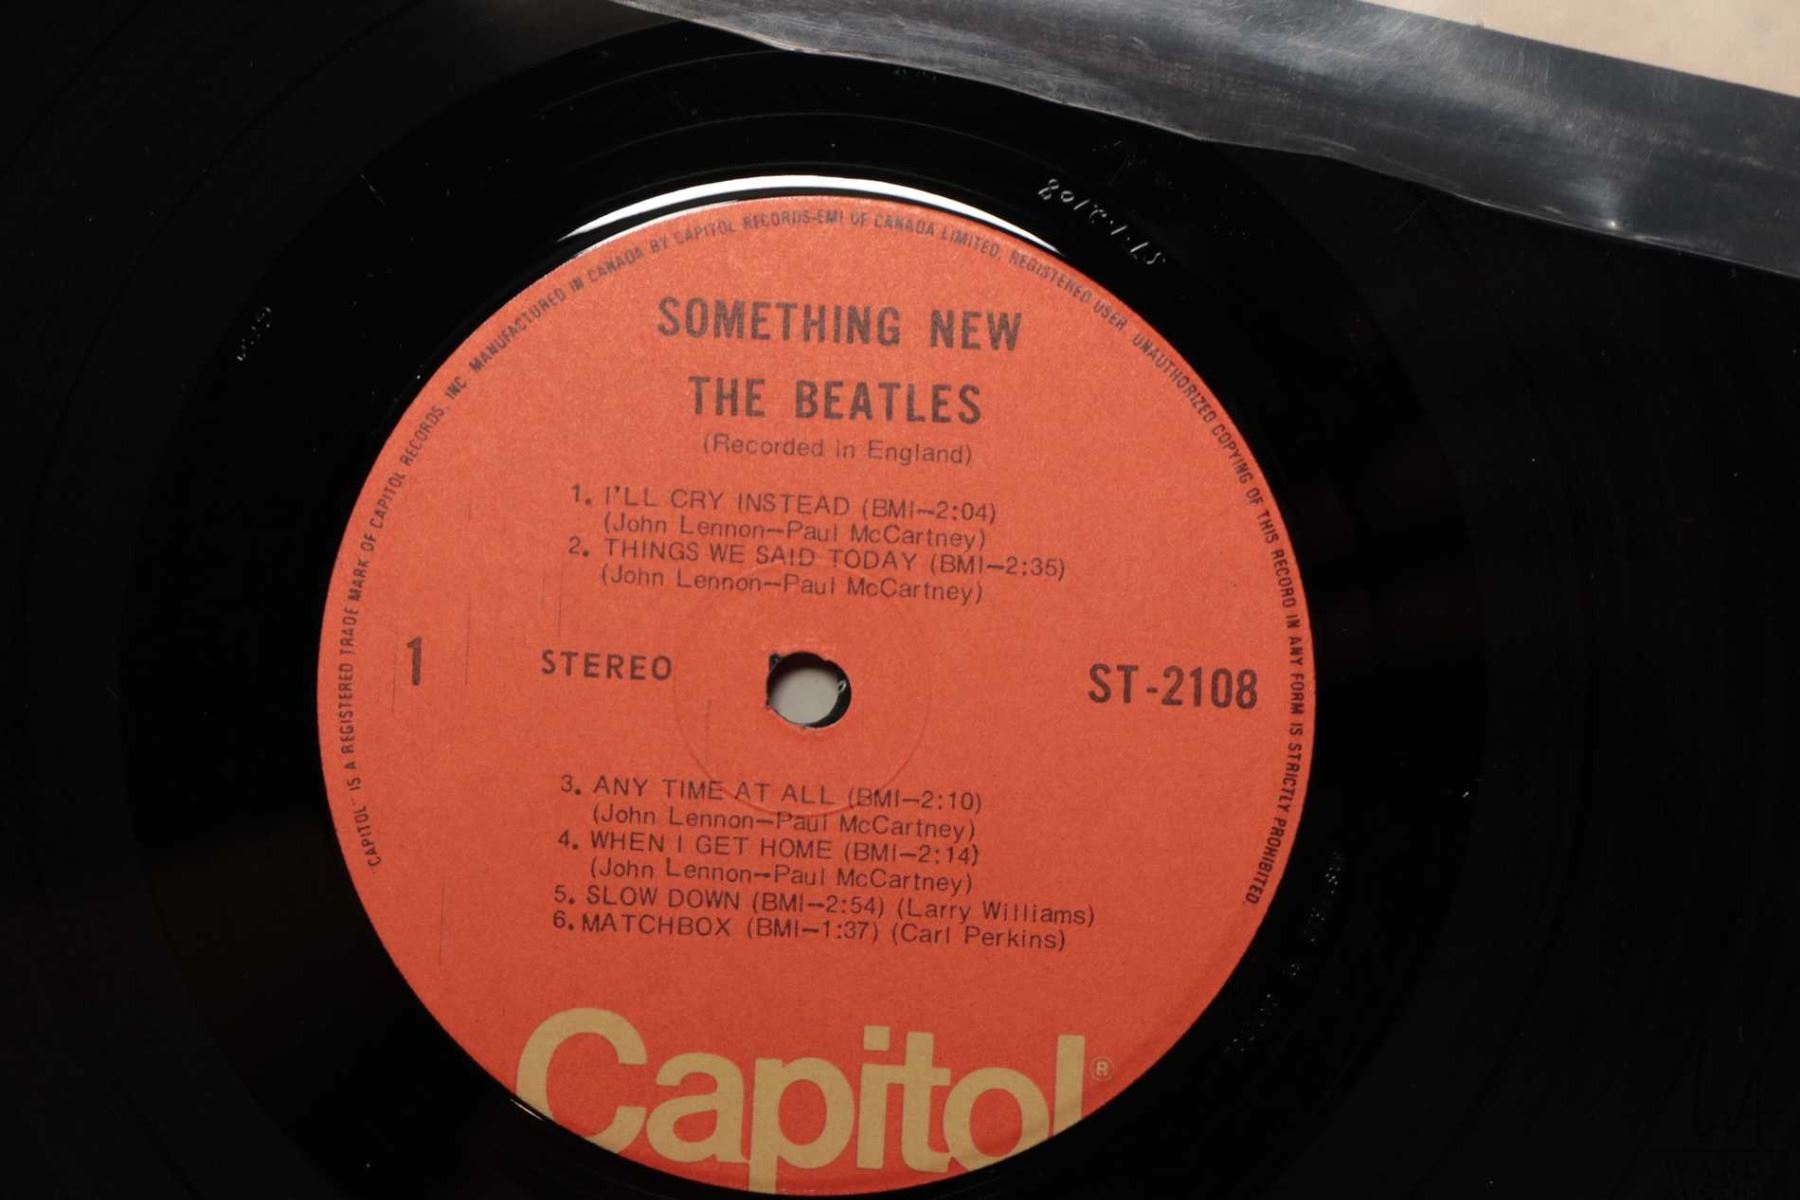 "CAPITOL" IS A REGISTERED TRADE MARK OF CAPITOL RECORDS, INC. MANUFACTURED IN CANADA BY CAPITOL RECORDS-EMI OF CANADA LIMITED, REGISTERED USER. UNAUTHORIZED COPYING OF THIS RECORD IN ANY FORM IS STRICTLY PROHIBITED.
SOMETHING NEW
THE BEATLES
(Recorded in England)
1. I'LL CRY INSTEAD (BMI—2:04)
(John Lennon—Paul McCartney)
2. THINGS WE SAID TODAY (BMI—2:35)
(John Lennon—Paul McCartney)
1 STEREO ST-2108
3. ANY TIME AT ALL (BMI—2:10)
(John Lennon—Paul McCartney)
4. WHEN I GET HOME (BMI—2:14)
(John Lennon—Paul McCartney)
5. SLOW DOWN (BMI—2:54) (Larry Williams)
6. MATCHBOX (BMI—1:37) (Carl Perkins)
Capitol®